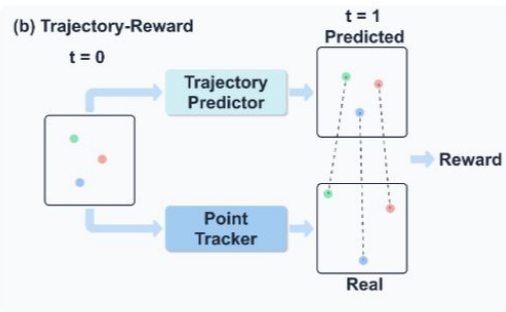 (b) Trajectory-Reward
t = 0
t = 1
Predicted
Trajectory
Predictor
Reward
Point
Tracker
Real